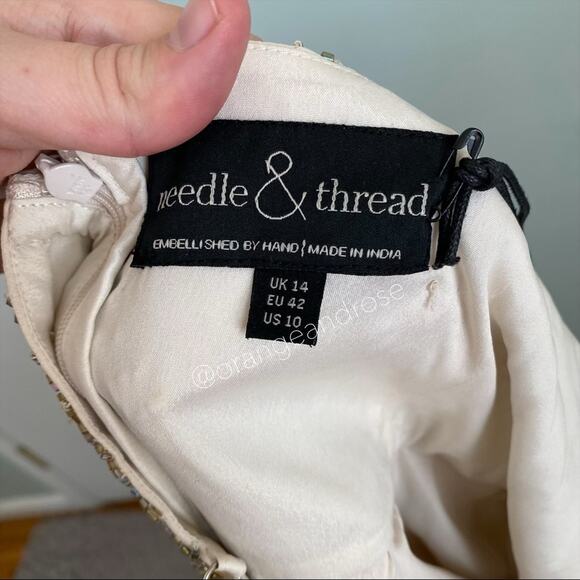 needle & thread
EMBELLISHED BY HAND MADE IN INDIA
UK 14
EU 42
US 10
@orangeandrose